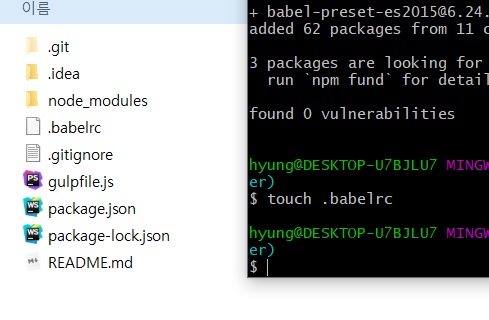 이름
.git
.idea
node_modules
.babelrc
.gitignore
gulpfile.js
package.json
package-lock.json
README.md
+ babel-preset-es2015@6.24.
added 62 packages from 11 c
3 packages are looking for
run `npm fund` for detail
found 0 vulnerabilities
hyung@DESKTOP-U7BJLU7 MINGW
er)
$ touch .babelrc
hyung@DESKTOP-U7BJLU7 MINGW
er)
$